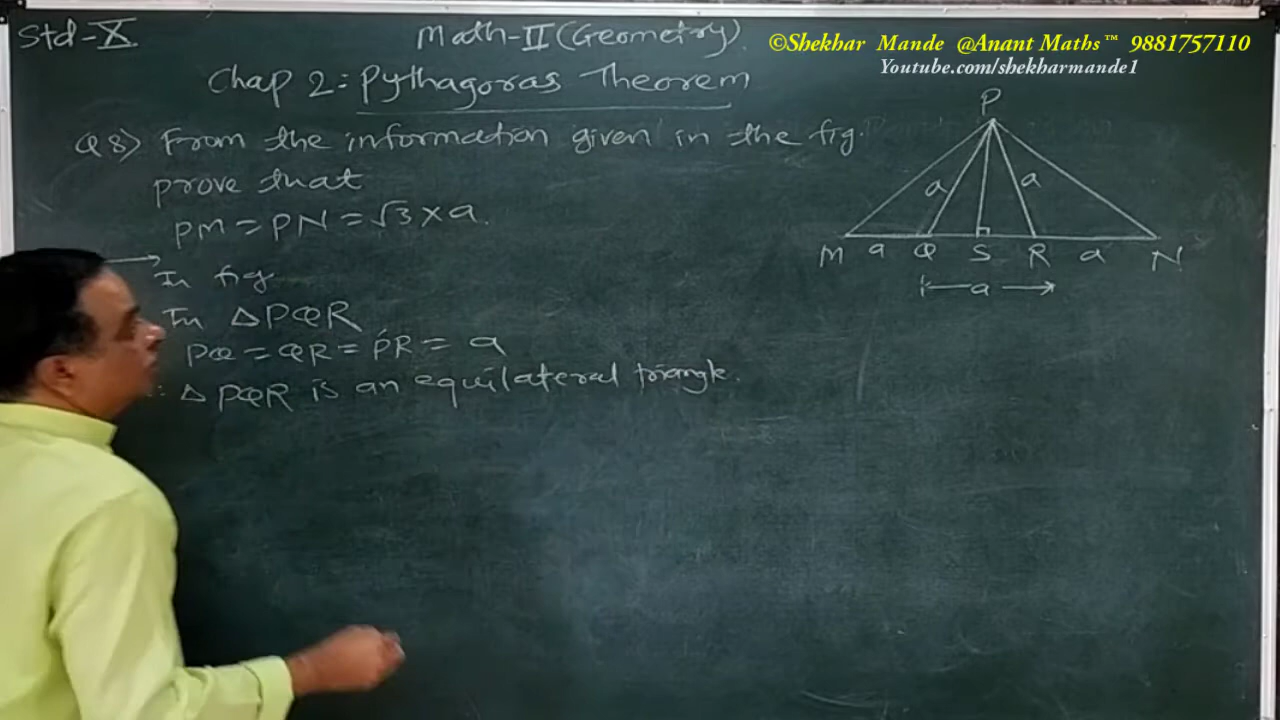 Std-X
Math-II (Geometry)
©Shekhar Mande @Anant Maths™ 9881757110
Youtube.com/shekharmande1
Chap 2: Pythagoras Theorem
Q8) From the information given in the fig.
prove that
PM = PN = √3 × a.
→ In fig
In △PQR
PQ = QR = PR = a
∴ △PQR is an equilateral triangle.
P
a a
M a Q S R a N
a